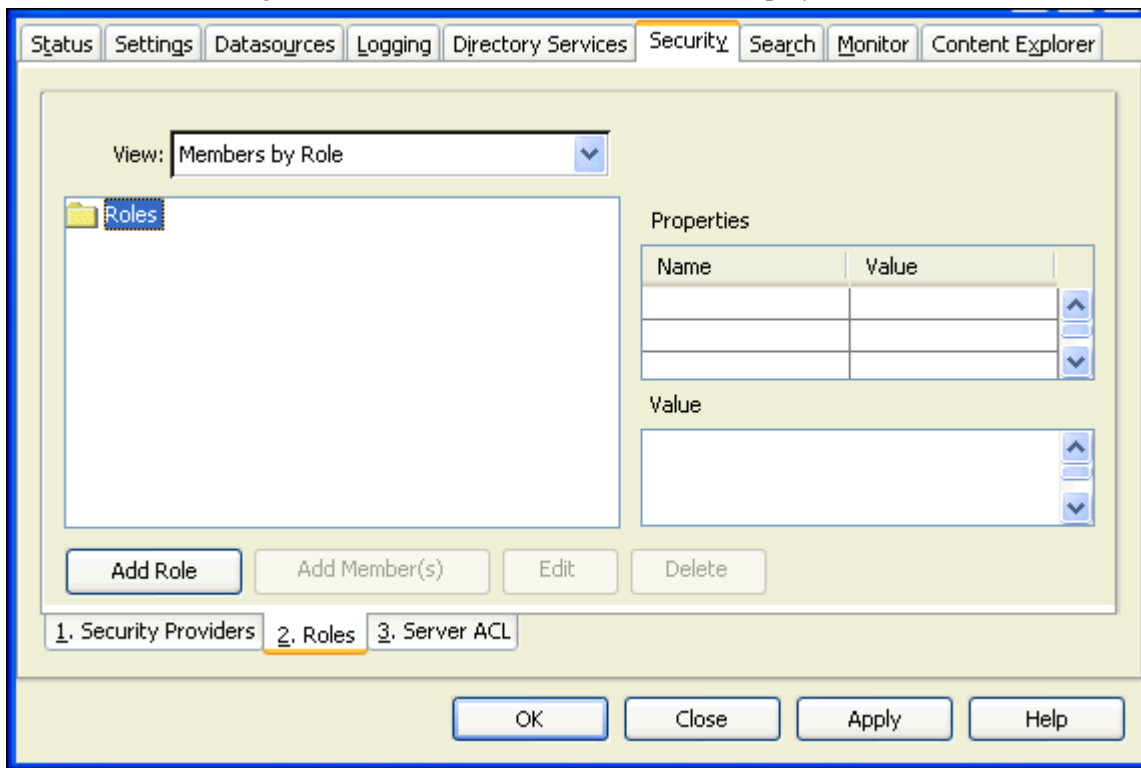 Status Settings Datasources Logging Directory Services Security Search Monitor Content Explorer
View: Members by Role
Roles
Properties
Name Value
Value
Add Role Add Member(s) Edit Delete
1. Security Providers 2. Roles 3. Server ACL
OK Close Apply Help